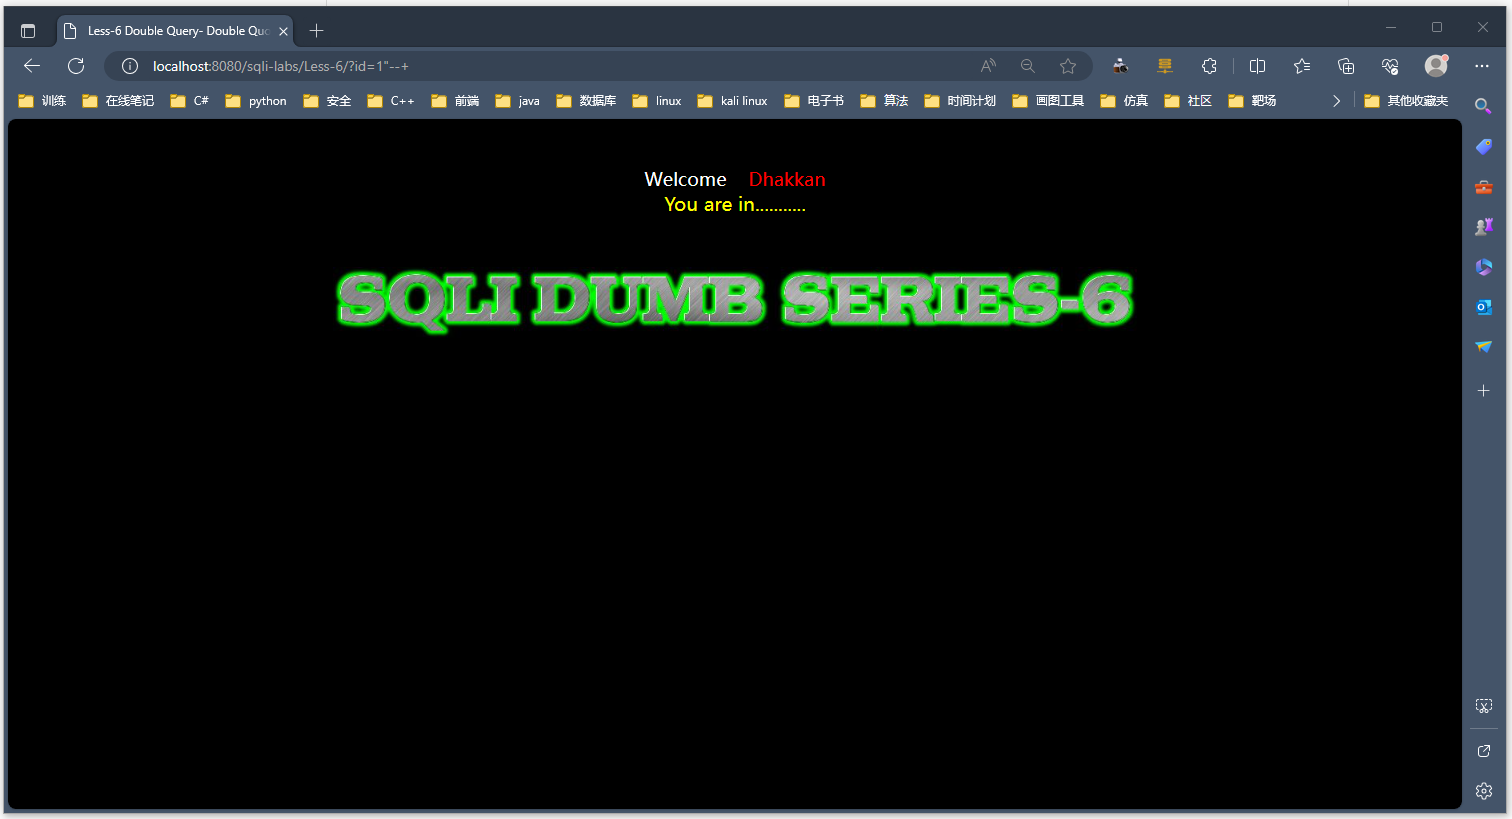 Less-6 Double Query- Double Quo
localhost:8080/sqli-labs/Less-6/?id=1"--+
训练 在线笔记 C# python 安全 C++ 前端 java 数据库 linux kali linux 电子书 算法 时间计划 画图工具 仿真 社区 靶场 其他收藏夹
Welcome Dhakkan
You are in...........
SQLI DUMB SERIES-6